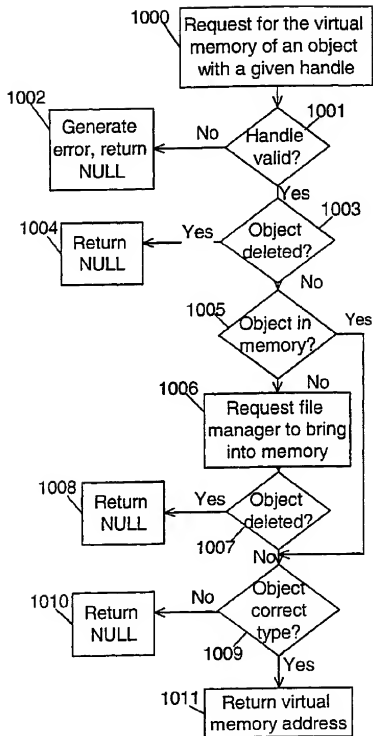 1000
Request for the virtual
memory of an object
with a given handle
1002
1001
Generate
error, return
NULL
No
Handle
valid?
Yes
1003
1004
Return
NULL
Yes
Object
deleted?
No
1005
Object in
memory?
Yes
No
1006
Request file
manager to bring
into memory
1008
Return
NULL
Yes
Object
deleted?
1007
No
1010
Return
NULL
No
Object
correct
type?
1009
Yes
1011
Return virtual
memory address